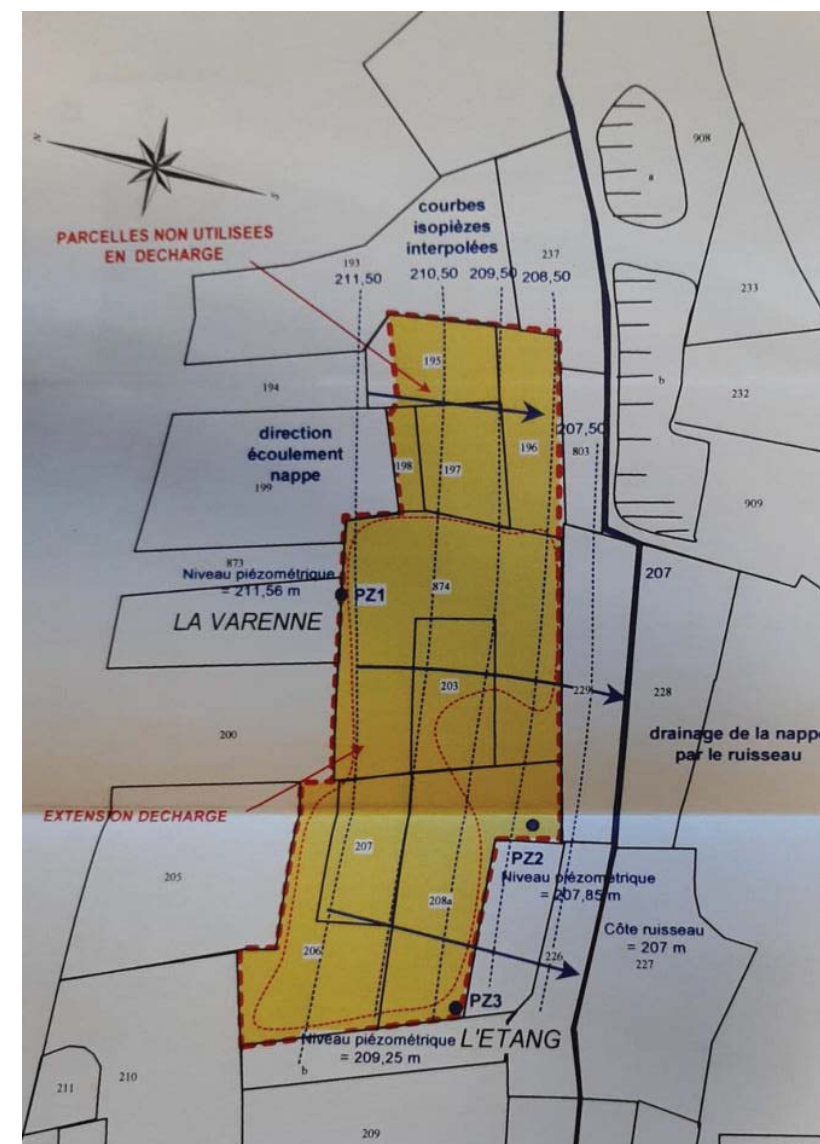 908
a
N
S
PARCELLES NON UTILISEES
EN DECHARGE
courbes
isopièzes
interpolées
193
237
211,50
210,50
209,50
208,50
233
195
b
194
232
direction
écoulement
nappe
207,50
196
803
198
197
199
909
873
Niveau piézométrique
= 211,56 m
PZ1
874
207
LA VARENNE
203
229
228
200
drainage de la nappe
par le ruisseau
EXTENSION DECHARGE
207
PZ2
Niveau piézométrique
= 207,85 m
205
208a
Côte ruisseau
= 207 m
206
226
227
PZ3
Niveau piézométrique
= 209,25 m
L'ETANG
b
210
211
209